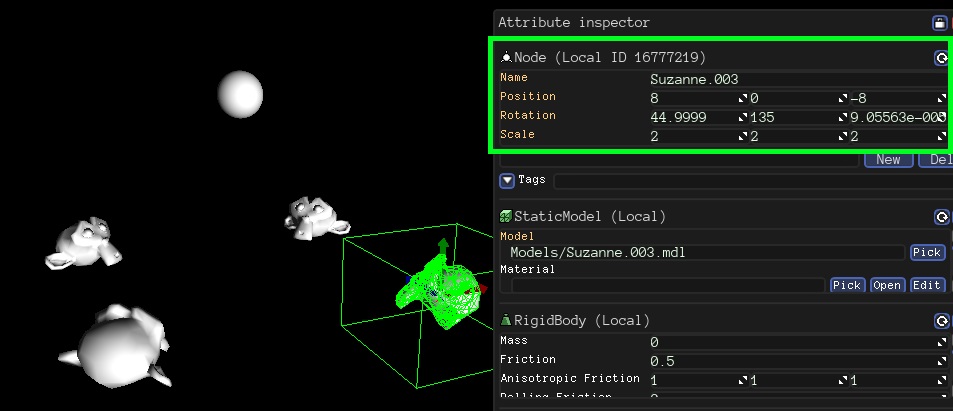 Attribute inspector
Node (Local ID 16777219)
Name Suzanne.003
Position 8 0 -8
Rotation 44.9999 135 9.05563e-00
Scale 2 2 2
New Del
Tags
StaticModel (Local)
Model
Models/Suzanne.003.mdl Pick
Material
Pick Open Edit
RigidBody (Local)
Mass 0
Friction 0.5
Anisotropic Friction 1 1 1
Rolling Friction